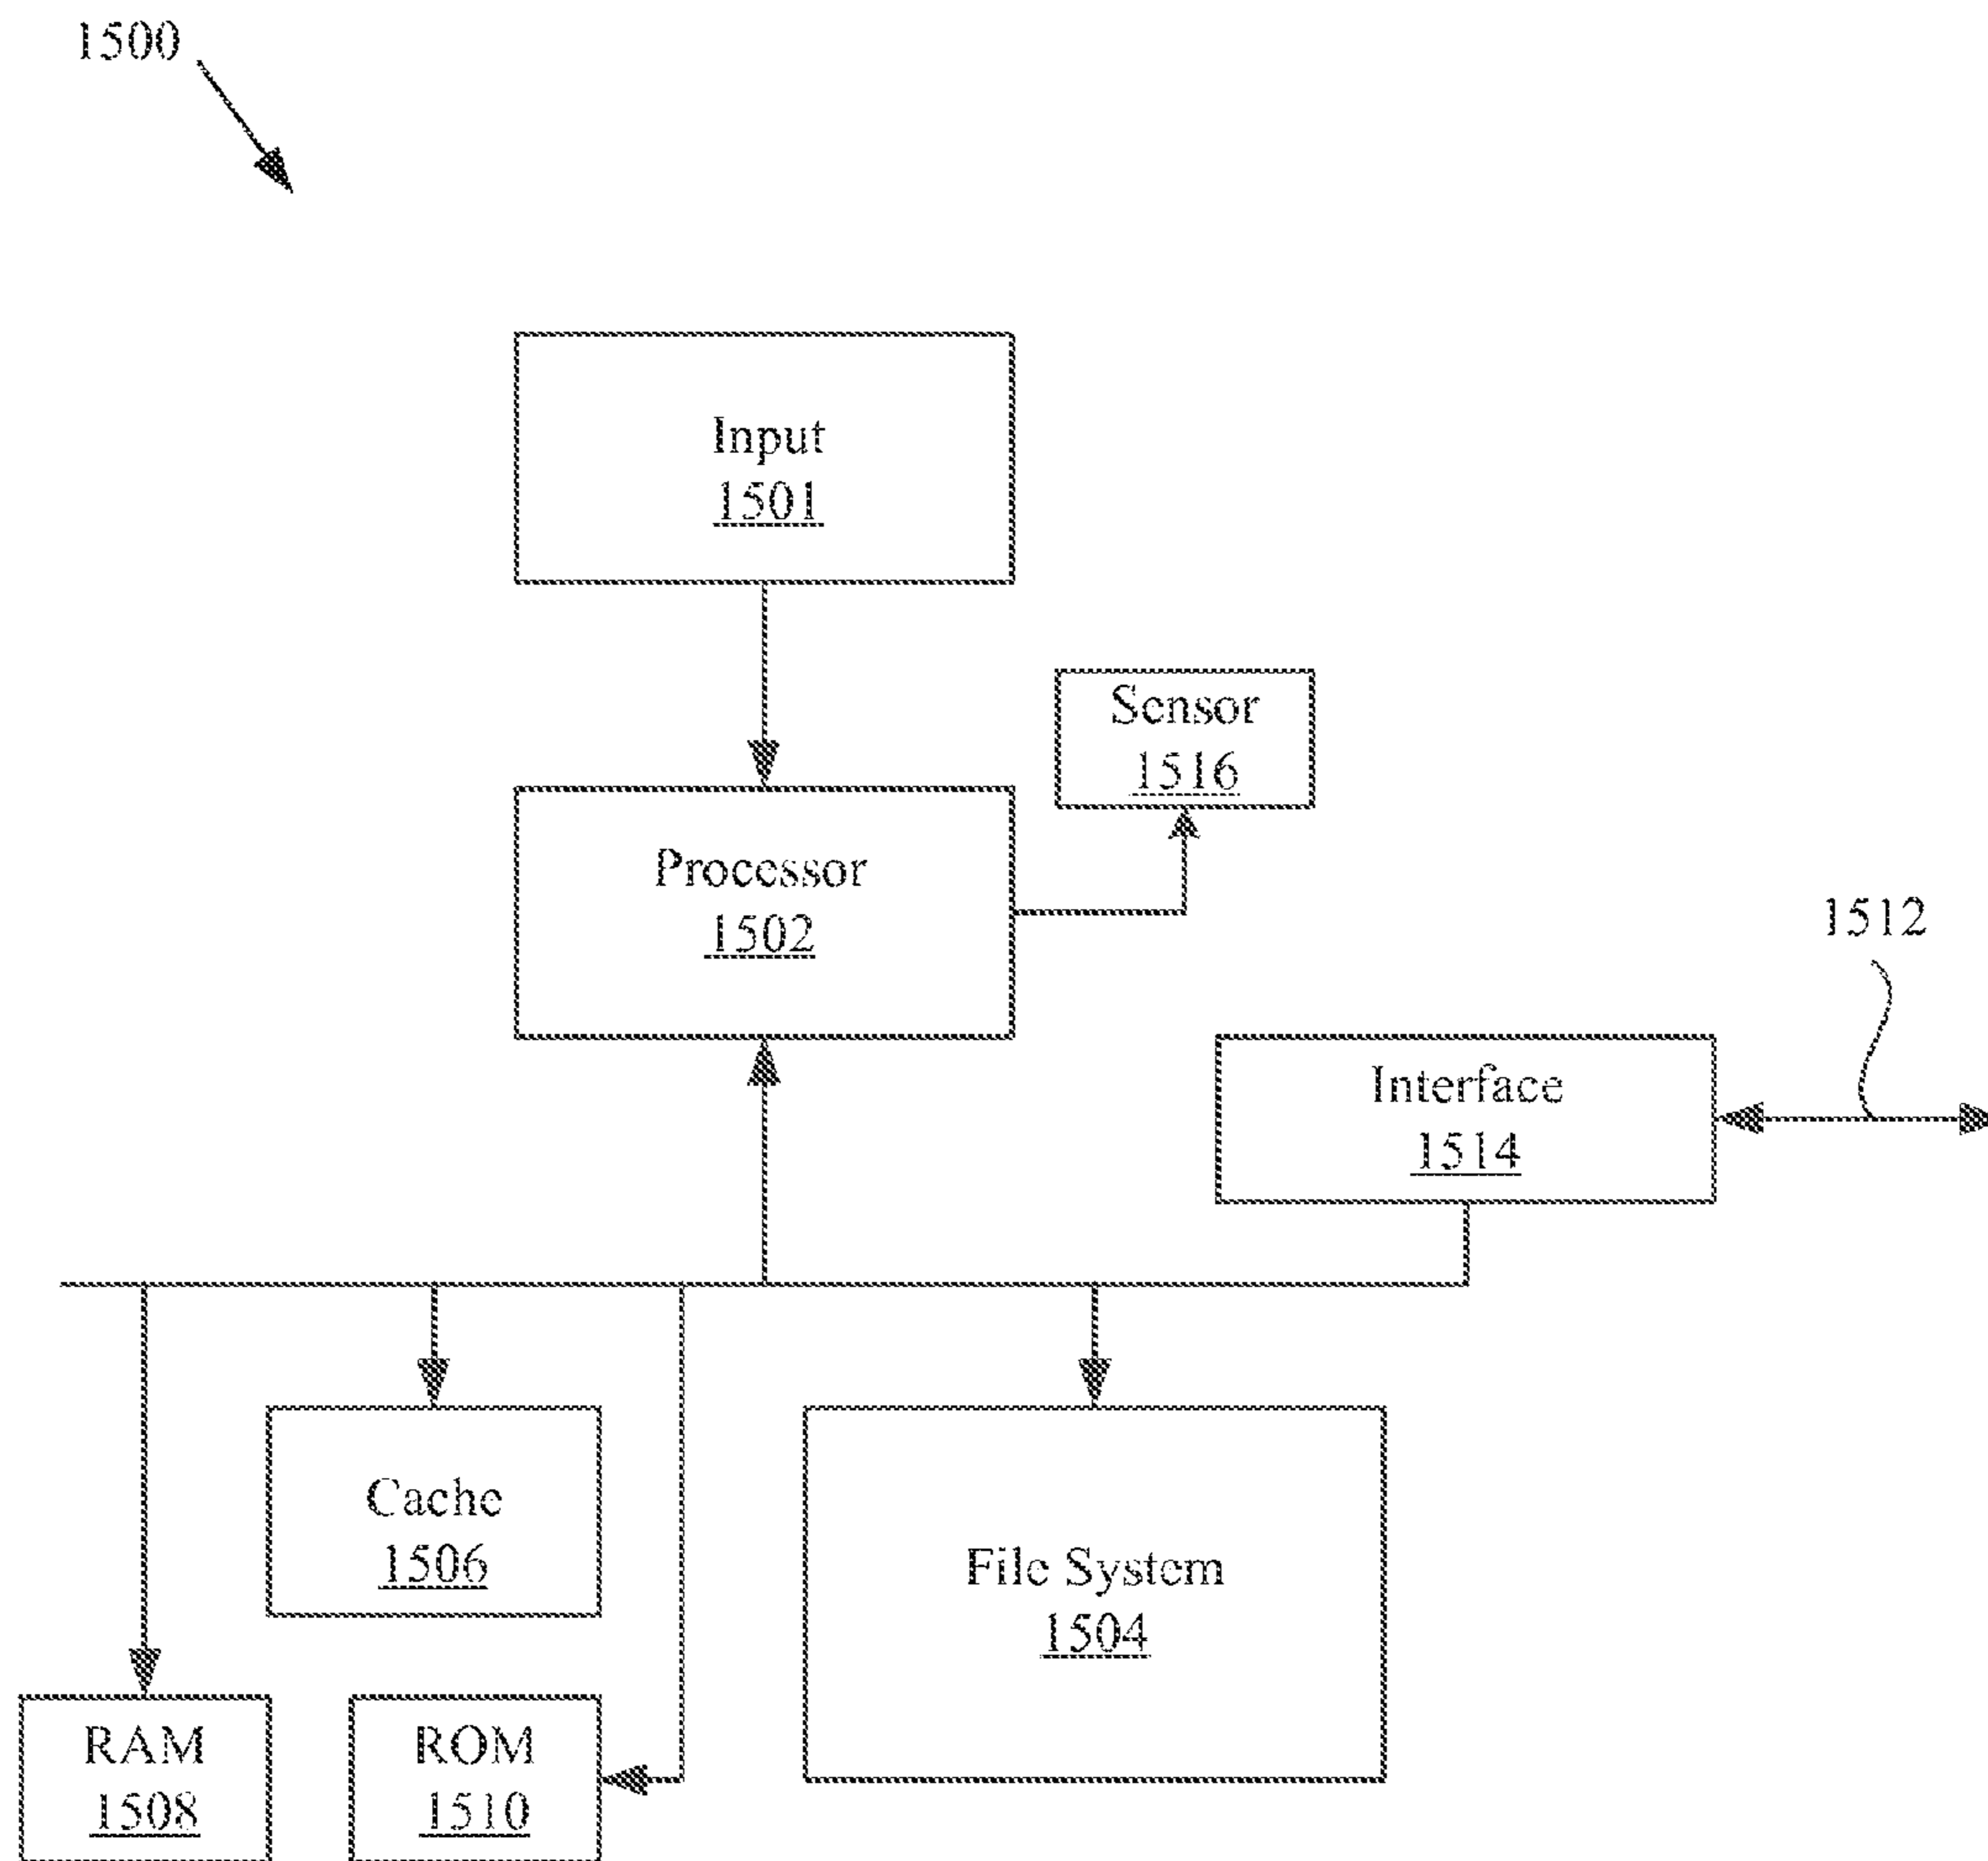 1500
Input
1501
Sensor
1516
Processor
1502
1512
Interface
1514
Cache
1506
File System
1504
RAM
1508
ROM
1510